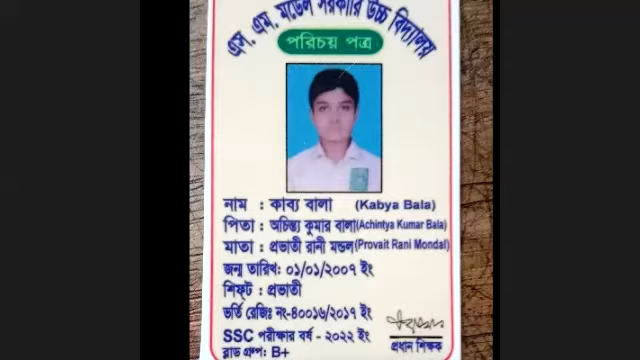 এস. এম. মডেল সরকারি উচ্চ বিদ্যালয়
পরিচয় পত্র
নাম : কাব্য বালা (Kabya Bala)
পিতা : অচিন্ত্য কুমার বালা(Achintya Kumar Bala)
মাতা : প্রভাতী রানী মন্ডল(Provait Rani Mondal)
জন্ম তারিখ: ০১/০১/২০০৭ ইং
শিফ্ট : প্রভাতী
ভর্তি রেজিঃ নং-৪০০১৬/২০১৭ ইং
SSC পরীক্ষার বর্ষ - ২০২২ ইং
ব্লাড গ্রুপ: B+
প্রধান শিক্ষক